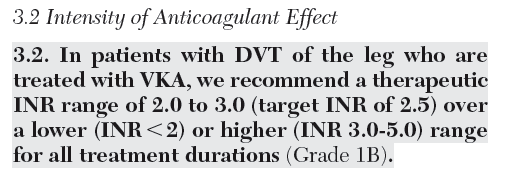 3.2 Intensity of Anticoagulant Effect
3.2. In patients with DVT of the leg who are
treated with VKA, we recommend a therapeutic
INR range of 2.0 to 3.0 (target INR of 2.5) over
a lower (INR<2) or higher (INR 3.0-5.0) range
for all treatment durations (Grade 1B).